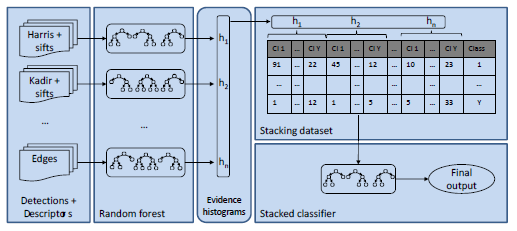 Harris +
sifts
Kadir +
sifts
...
Edges
Detections +
Descriptors
...
Random forest
h1
h2
hn
Evidence
histograms
h1 h2 hn
Cl 1 ... Cl Y Cl 1 ... Cl Y ... Cl 1 ... Cl Y Class
91 ... 22 45 ... 12 ... 10 ... 23 1
... ... ...
1 ... 12 1 ... 5 ... 5 ... 33 Y
Stacking dataset
Final
output
Stacked classifier